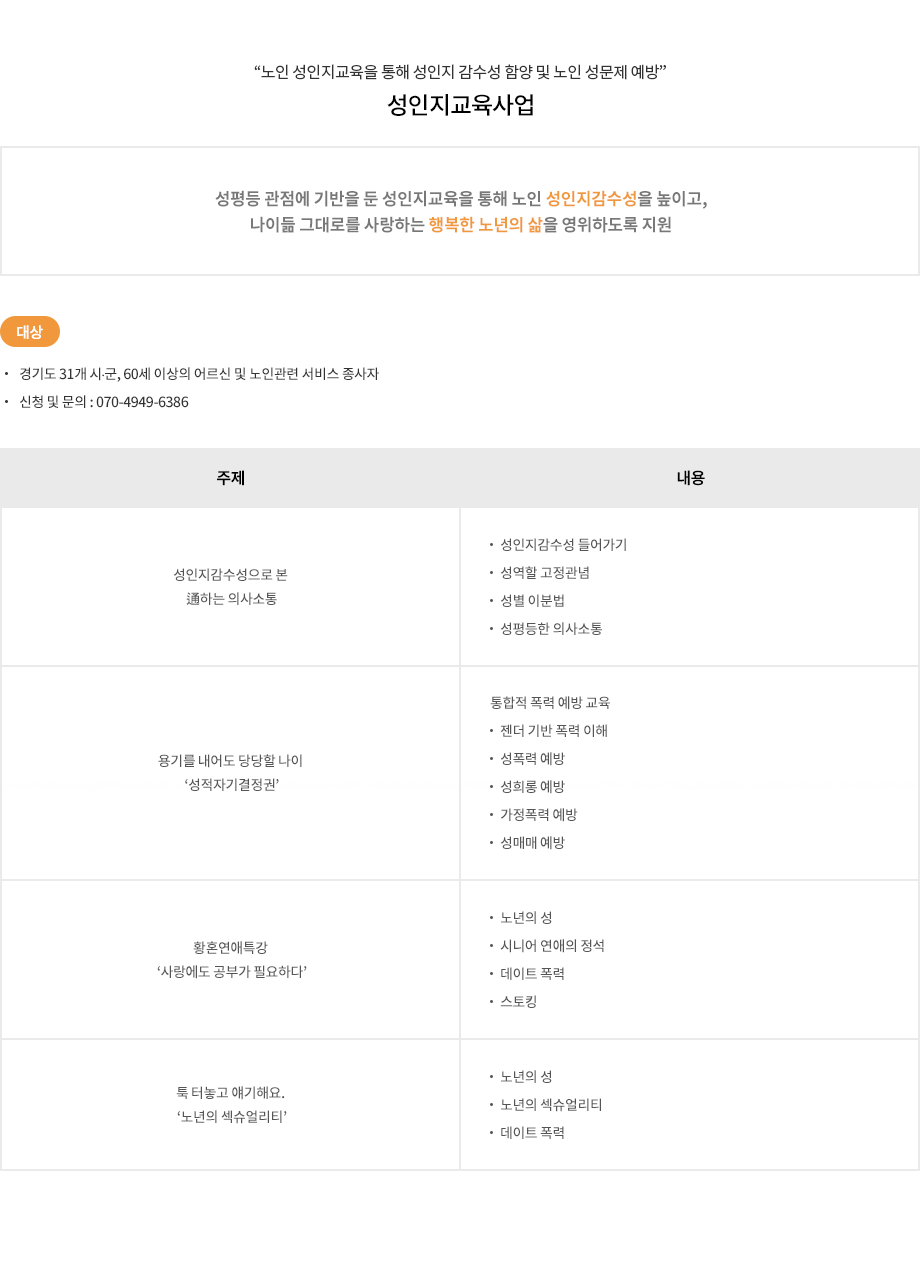 “노인 성인지교육을 통해 성인지 감수성 함양 및 노인 성문제 예방”
성인지교육사업
성평등 관점에 기반을 둔 성인지교육을 통해 노인 성인지감수성을 높이고,
나이듦 그대로를 사랑하는 행복한 노년의 삶을 영위하도록 지원
대상
• 경기도 31개 시·군, 60세 이상의 어르신 및 노인관련 서비스 종사자
• 신청 및 문의 : 070-4949-6386
주제
내용
성인지감수성으로 본
通하는 의사소통
• 성인지감수성 들어가기
• 성역할 고정관념
• 성별 이분법
• 성평등한 의사소통
용기를 내어도 당당할 나이
‘성적자기결정권’
통합적 폭력 예방 교육
• 젠더 기반 폭력 이해
• 성폭력 예방
• 성희롱 예방
• 가정폭력 예방
• 성매매 예방
황혼연애특강
‘사랑에도 공부가 필요하다’
• 노년의 성
• 시니어 연애의 정석
• 데이트 폭력
• 스토킹
툭 터놓고 얘기해요.
‘노년의 섹슈얼리티’
• 노년의 성
• 노년의 섹슈얼리티
• 데이트 폭력